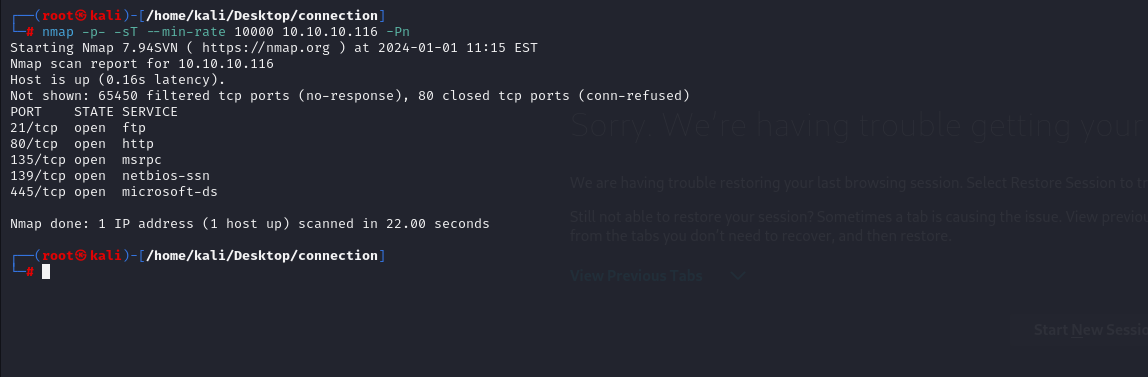 ┌──(root㉿kali)-[/home/kali/Desktop/connection]
└─# nmap -p- -sT --min-rate 10000 10.10.10.116 -Pn
Starting Nmap 7.94SVN ( https://nmap.org ) at 2024-01-01 11:15 EST
Nmap scan report for 10.10.10.116
Host is up (0.16s latency).
Not shown: 65450 filtered tcp ports (no-response), 80 closed tcp ports (conn-refused)
PORT    STATE SERVICE
21/tcp  open  ftp
80/tcp  open  http
135/tcp open  msrpc
139/tcp open  netbios-ssn
445/tcp open  microsoft-ds
Nmap done: 1 IP address (1 host up) scanned in 22.00 seconds
┌──(root㉿kali)-[/home/kali/Desktop/connection]
└─#
Sorry. We're having trouble getting your
We are having trouble restoring your last browsing session. Select Restore Session to
Still not able to restore your session? Sometimes a tab is causing the issue. View
from the tabs you don't need to recover, and then restore.
View Previous Tabs
Start New